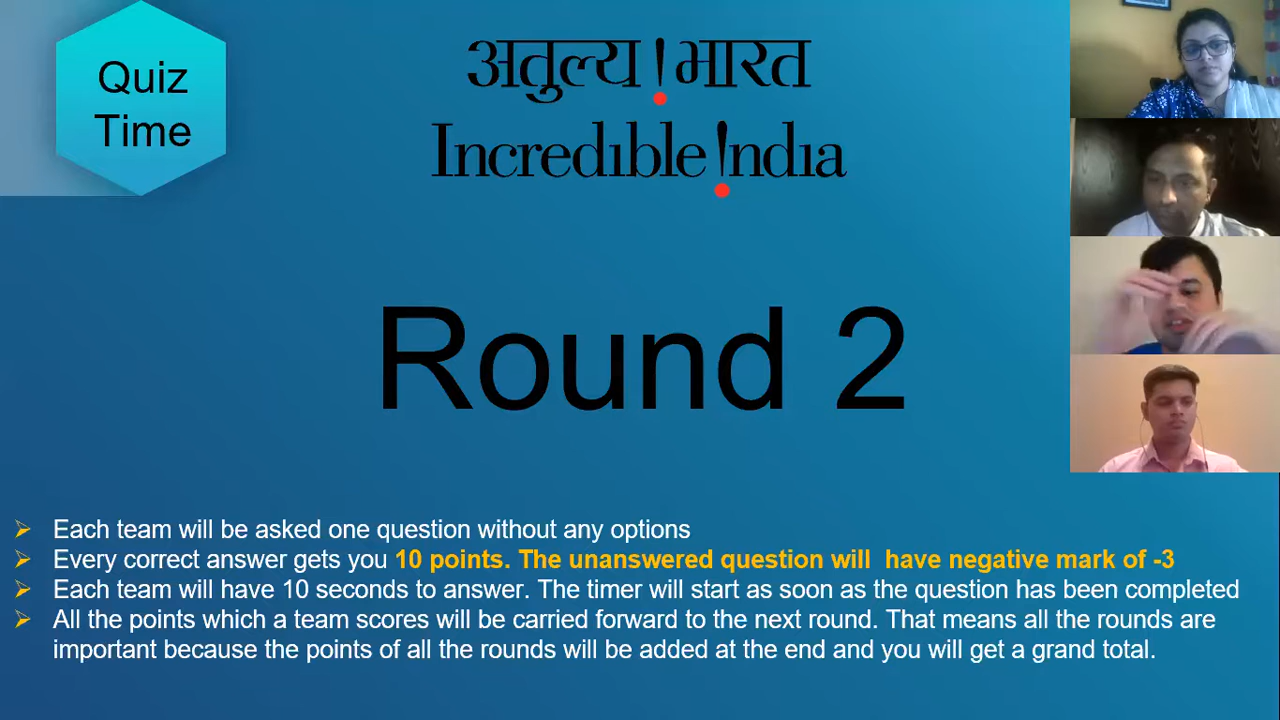 Quiz
Time
अतुल्य ! भारत
Incredible !ndia
Round 2
Each team will be asked one question without any options
Every correct answer gets you 10 points. The unanswered question will have negative mark of -3
Each team will have 10 seconds to answer. The timer will start as soon as the question has been completed
All the points which a team scores will be carried forward to the next round. That means all the rounds are
important because the points of all the rounds will be added at the end and you will get a grand total.